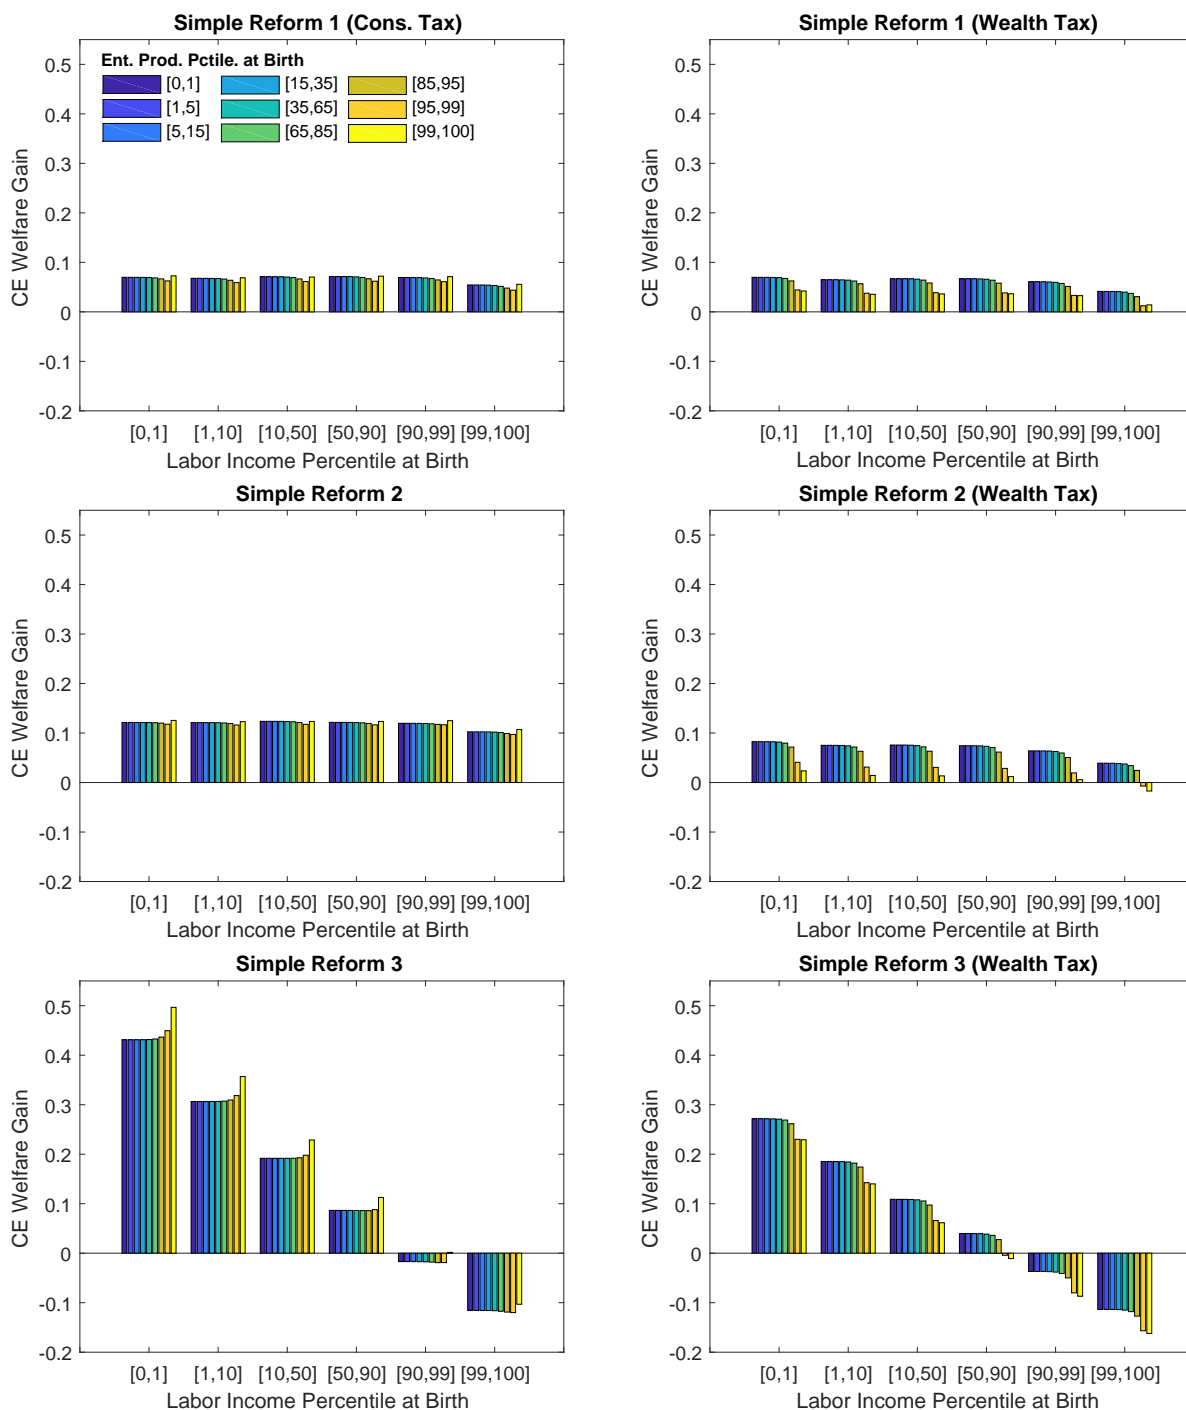 Simple Reform 1 (Cons. Tax)
Ent. Prod. Pctile. at Birth
[0,1] [15,35] [85,95]
[1,5] [35,65] [95,99]
[5,15] [65,85] [99,100]
0.5
0.4
0.3
0.2
0.1
0
-0.1
-0.2
CE Welfare Gain
[0,1] [1,10] [10,50] [50,90] [90,99] [99,100]
Labor Income Percentile at Birth
Simple Reform 1 (Wealth Tax)
0.5
0.4
0.3
0.2
0.1
0
-0.1
-0.2
CE Welfare Gain
[0,1] [1,10] [10,50] [50,90] [90,99] [99,100]
Labor Income Percentile at Birth
Simple Reform 2
0.5
0.4
0.3
0.2
0.1
0
-0.1
-0.2
CE Welfare Gain
[0,1] [1,10] [10,50] [50,90] [90,99] [99,100]
Labor Income Percentile at Birth
Simple Reform 2 (Wealth Tax)
0.5
0.4
0.3
0.2
0.1
0
-0.1
-0.2
CE Welfare Gain
[0,1] [1,10] [10,50] [50,90] [90,99] [99,100]
Labor Income Percentile at Birth
Simple Reform 3
0.5
0.4
0.3
0.2
0.1
0
-0.1
-0.2
CE Welfare Gain
[0,1] [1,10] [10,50] [50,90] [90,99] [99,100]
Labor Income Percentile at Birth
Simple Reform 3 (Wealth Tax)
0.5
0.4
0.3
0.2
0.1
0
-0.1
-0.2
CE Welfare Gain
[0,1] [1,10] [10,50] [50,90] [90,99] [99,100]
Labor Income Percentile at Birth